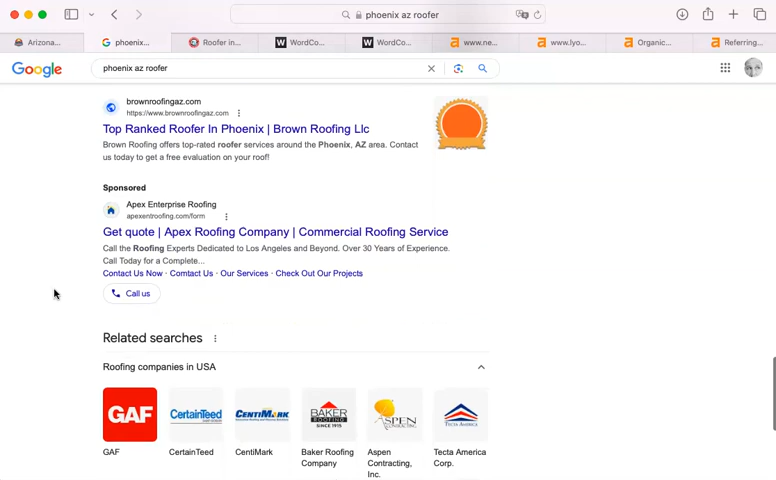 phoenix az roofer
Arizona...
phoenix...
Roofer in...
WordCo...
WordCo...
www.ne...
www.lyo...
Organic...
Referring...
Google
phoenix az roofer
brownroofingaz.com
https://www.brownroofingaz.com
Top Ranked Roofer In Phoenix | Brown Roofing Llc
Brown Roofing offers top-rated roofer services around the Phoenix, AZ area. Contact
us today to get a free evaluation on your roof!
Sponsored
Apex Enterprise Roofing
apexentroofing.com/form
Get quote | Apex Roofing Company | Commercial Roofing Service
Call the Roofing Experts Dedicated to Los Angeles and Beyond. Over 30 Years of Experience.
Call Today for a Complete...
Contact Us Now · Comtact Us · Our Services · Check Out Our Projects
Call us
Related searches
Roofing companies in USA
GAF
CertainTeed
CentiMark
BAKER
ROOFING
SINCE 1915
ASPEN
CONTRACTING, INC.
TECTA AMERICA
GAF
CertainTeed
CentiMark
Baker Roofing
Company
Aspen
Contracting,
Inc.
Tecta America
Corp.